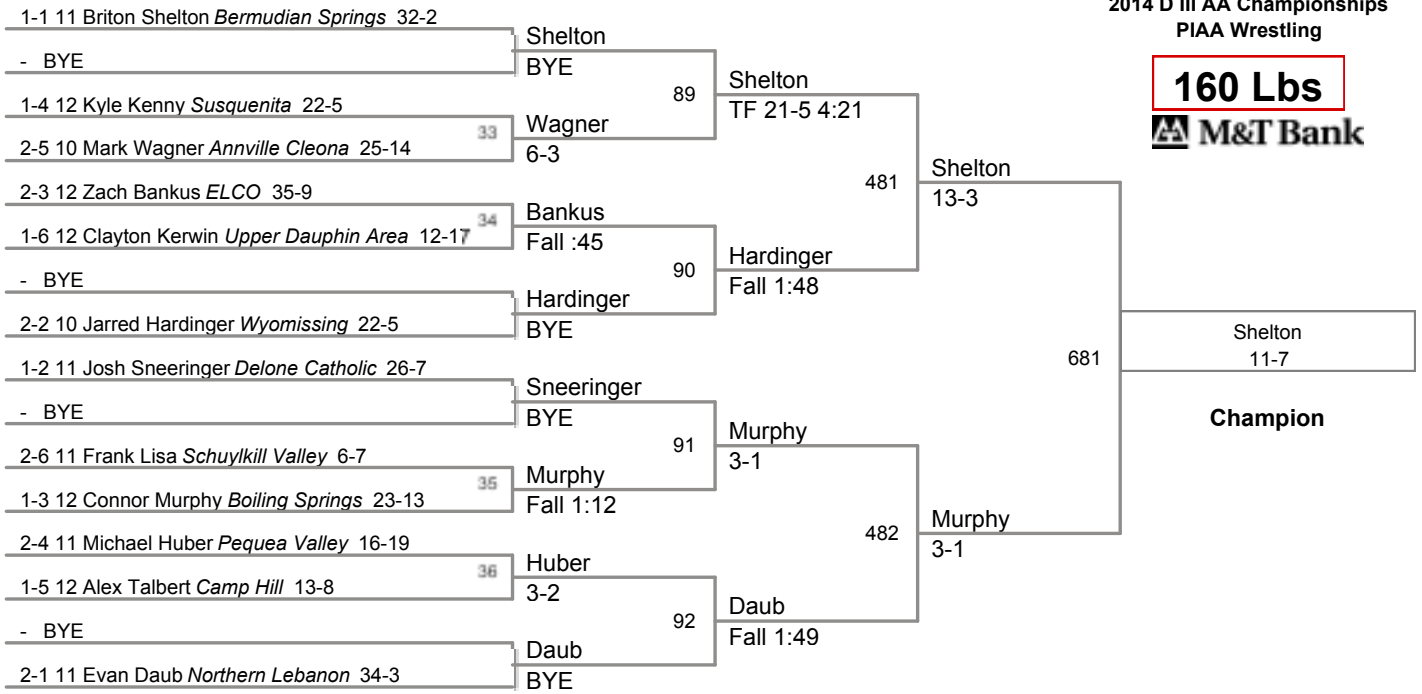 2014 D III AA Championships
PIAA Wrestling
160 Lbs
M&T Bank
1-1 11 Briton Shelton Bermudian Springs 32-2
- BYE
Shelton
BYE
1-4 12 Kyle Kenny Susquenita 22-5
2-5 10 Mark Wagner Annville Cleona 25-14
33
Wagner
6-3
89
Shelton
TF 21-5 4:21
2-3 12 Zach Bankus ELCO 35-9
1-6 12 Clayton Kerwin Upper Dauphin Area 12-17
34
Bankus
Fall :45
- BYE
2-2 10 Jarred Hardinger Wyomissing 22-5
Hardinger
BYE
90
Hardinger
Fall 1:48
481
Shelton
13-3
1-2 11 Josh Sneeringer Delone Catholic 26-7
- BYE
Sneeringer
BYE
2-6 11 Frank Lisa Schuylkill Valley 6-7
1-3 12 Connor Murphy Boiling Springs 23-13
35
Murphy
Fall 1:12
91
Murphy
3-1
2-4 11 Michael Huber Pequea Valley 16-19
1-5 12 Alex Talbert Camp Hill 13-8
36
Huber
3-2
- BYE
2-1 11 Evan Daub Northern Lebanon 34-3
Daub
BYE
92
Daub
Fall 1:49
482
Murphy
3-1
681
Shelton
11-7
Champion